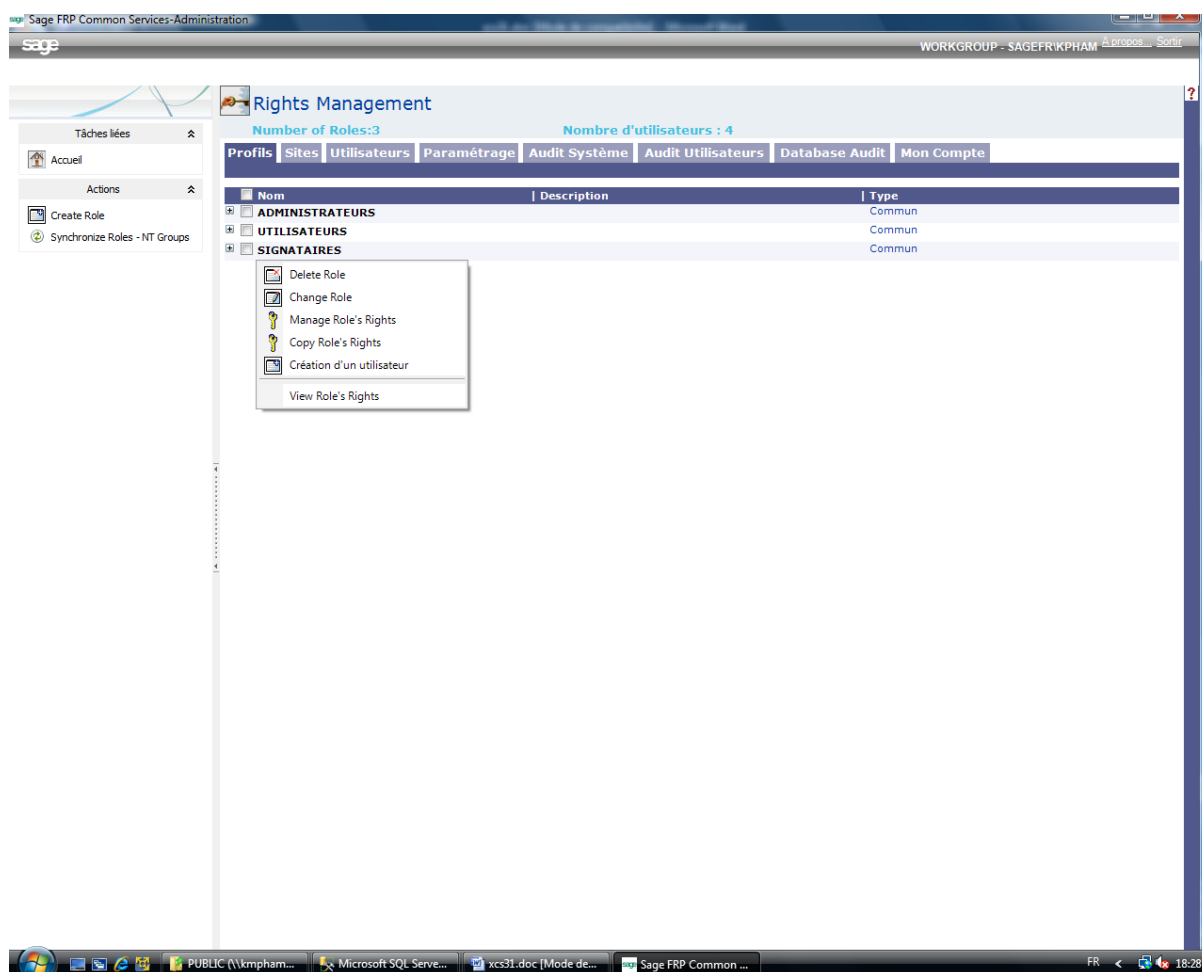 Sage FRP Common Services-Administration
sage
WORKGROUP - SAGEFR\KPHAM A propos... Sortir
?
Rights Management
Number of Roles:3 Nombre d'utilisateurs : 4
Tâches liées
Accueil
Actions
Create Role
Synchronize Roles - NT Groups
Profils Sites Utilisateurs Paramétrage Audit Système Audit Utilisateurs Database Audit Mon Compte
Nom | Description | Type
ADMINISTRATEURS Commun
UTILISATEURS Commun
SIGNATAIRES Commun
Delete Role
Change Role
Manage Role's Rights
Copy Role's Rights
Création d'un utilisateur
View Role's Rights
PUBLIC (\\kmpham... Microsoft SQL Serve... xcs31.doc [Mode de... sage Sage FRP Common ... FR 18:28